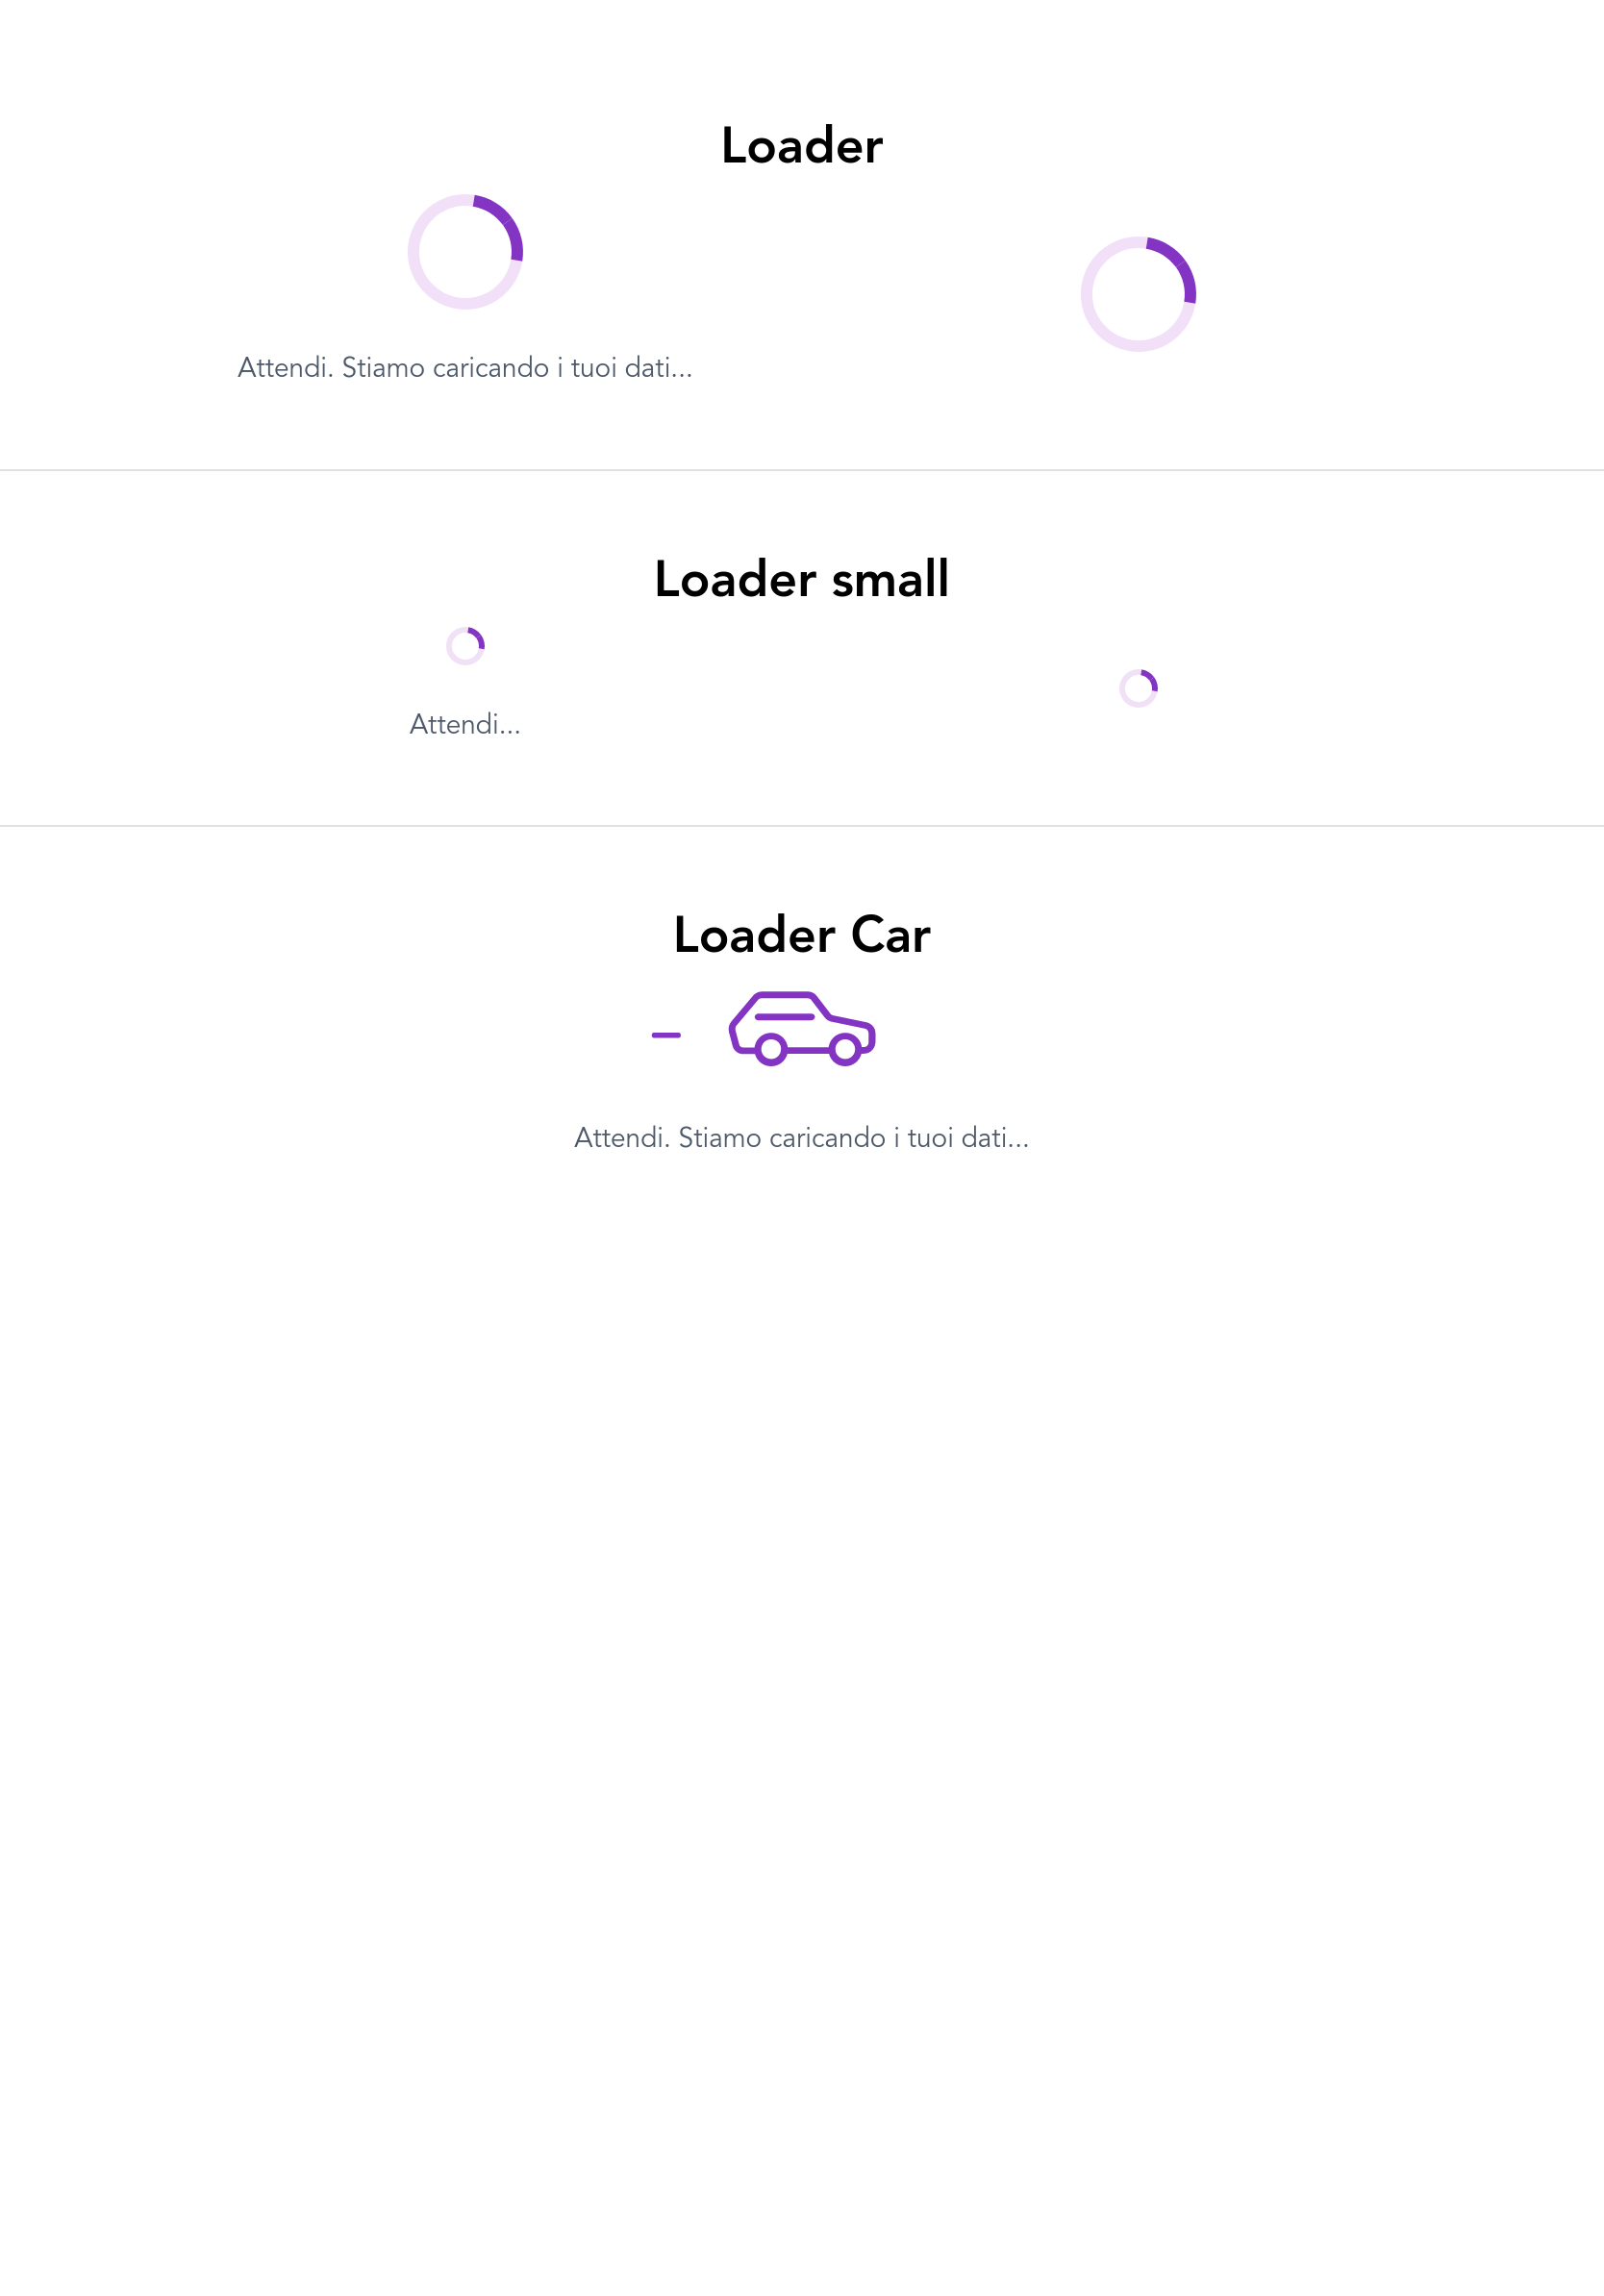 Loader
Attendi. Stiamo caricando i tuoi dati...
Loader small
Attendi...
Loader Car
Attendi. Stiamo caricando i tuoi dati...